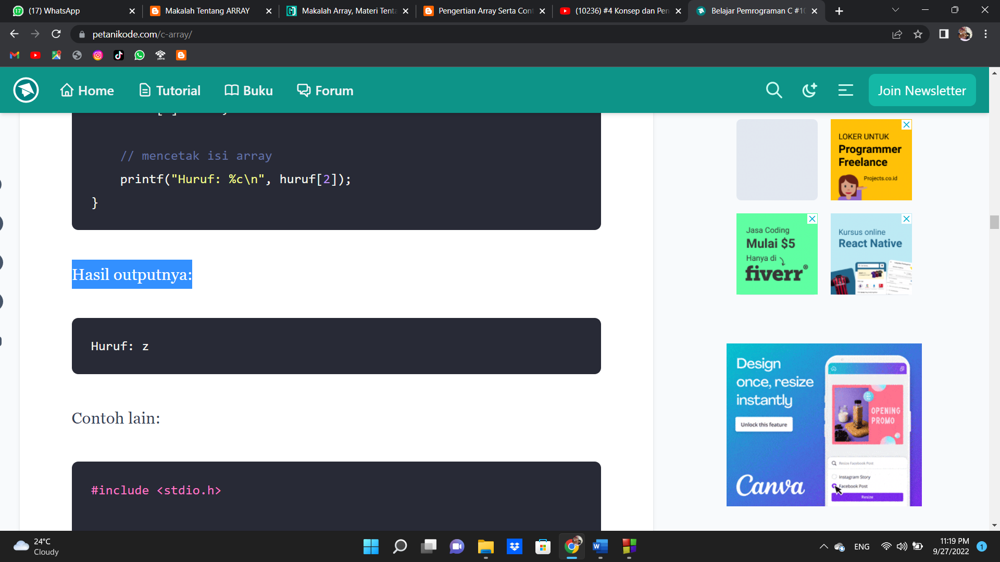 (17) WhatsApp
Makalah Tentang ARRAY
Makalah Array, Materi Tenta
Pengertian Array Serta Cont
(10236) #4 Konsep dan Pen
Belajar Pemrograman C #10
petanikode.com/c-array/
Home
Tutorial
Buku
Forum
Join Newsletter
// mencetak isi array
printf("Huruf: %c\n", huruf[2]);
}
Hasil outputnya:
Huruf: z
Contoh lain:
#include <stdio.h>
LOKER UNTUK
Programmer
Freelance
Projects.co.id
Jasa Coding
Mulai $5
Hanya di
fiverr®
Kursus online
React Native
Design
once, resize
instantly
Unlock this feature
Canva
OPENING
PROMO
Resize Facebook Post
Instagram Story
Facebook Post
Resize
24°C
Cloudy
ENG
11:19 PM
9/27/2022
1